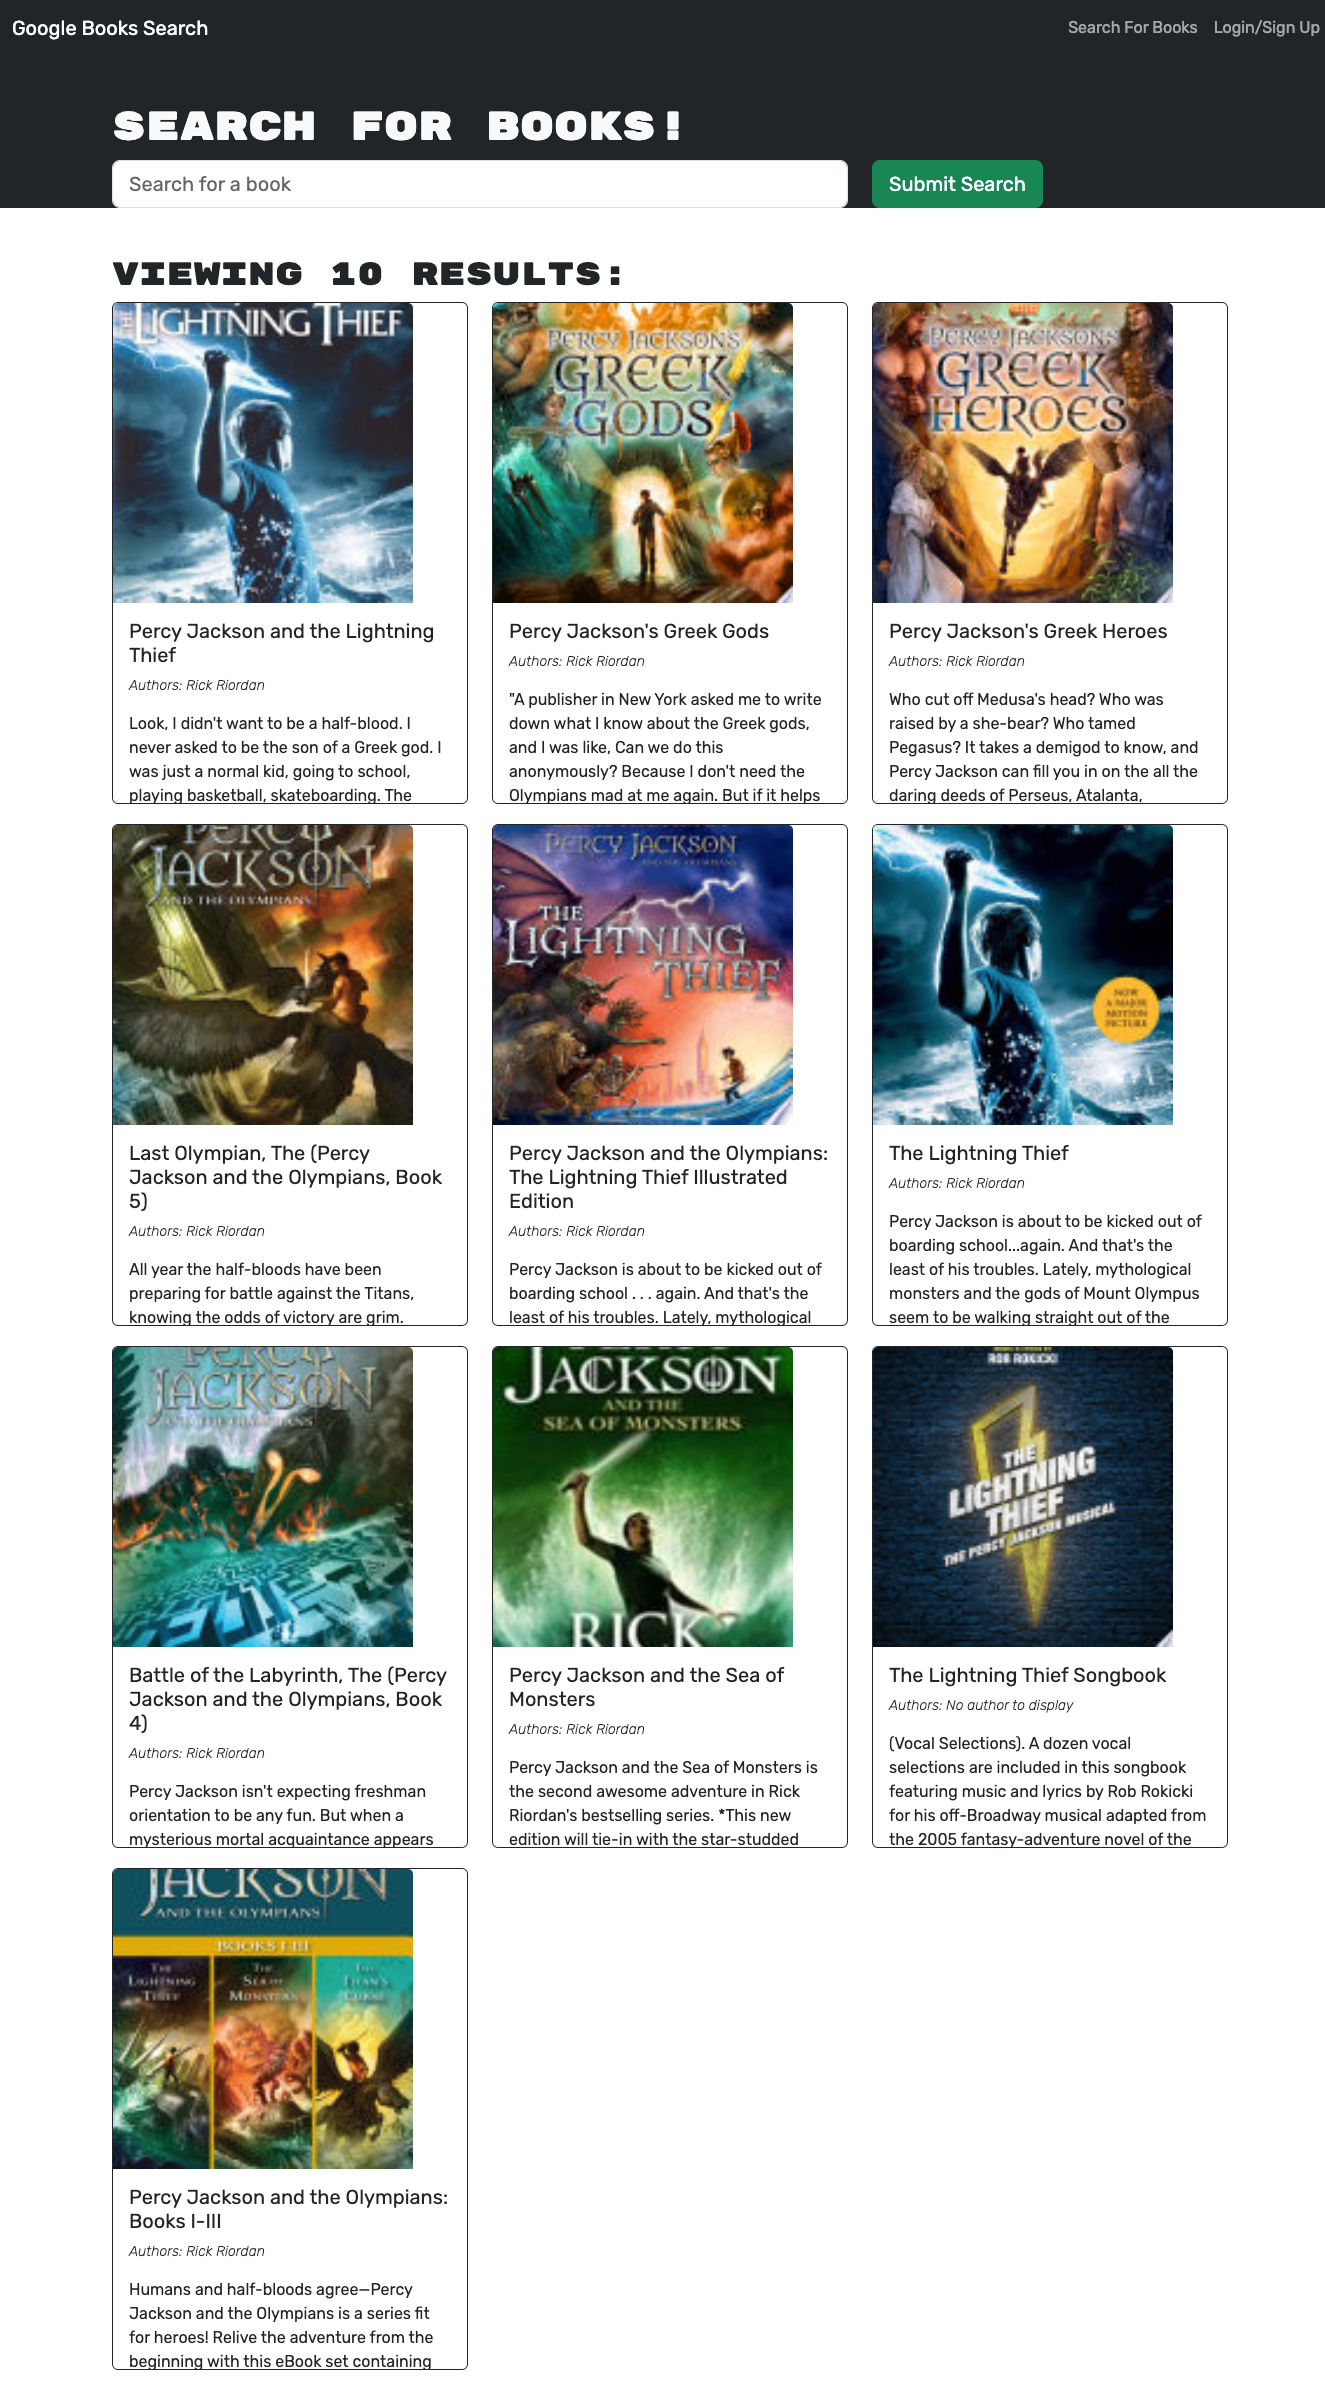 Google Books Search
Search For Books
Login/Sign Up
SEARCH FOR BOOKS!
Search for a book
Submit Search
VIEWING 10 RESULTS:
THE LIGHTNING THIEF
Percy Jackson and the Lightning
Thief
Authors: Rick Riordan
Look, I didn't want to be a half-blood. I
never asked to be the son of a Greek god. I
was just a normal kid, going to school,
playing basketball, skateboarding. The
PERCY JACKSON'S
GREEK
GODS
Percy Jackson's Greek Gods
Authors: Rick Riordan
"A publisher in New York asked me to write
down what I know about the Greek gods,
and I was like, Can we do this
anonymously? Because I don't need the
Olympians mad at me again. But if it helps
PERCY JACKSON'S
GREEK
HEROES
Percy Jackson's Greek Heroes
Authors: Rick Riordan
Who cut off Medusa's head? Who was
raised by a she-bear? Who tamed
Pegasus? It takes a demigod to know, and
Percy Jackson can fill you in on the all the
daring deeds of Perseus, Atalanta,
PERCY
JACKSON
AND THE OLYMPIANS
Last Olympian, The (Percy
Jackson and the Olympians, Book
5)
Authors: Rick Riordan
All year the half-bloods have been
preparing for battle against the Titans,
knowing the odds of victory are grim.
PERCY JACKSON
AND THE OLYMPIANS
THE
LIGHTNING
THIEF
Percy Jackson and the Olympians:
The Lightning Thief Illustrated
Edition
Authors: Rick Riordan
Percy Jackson is about to be kicked out of
boarding school . . . again. And that's the
least of his troubles. Lately, mythological
NOW
A MAJOR
MOTION
PICTURE
The Lightning Thief
Authors: Rick Riordan
Percy Jackson is about to be kicked out of
boarding school...again. And that's the
least of his troubles. Lately, mythological
monsters and the gods of Mount Olympus
seem to be walking straight out of the
PERCY
JACKSON
AND THE OLYMPIANS
Battle of the Labyrinth, The (Percy
Jackson and the Olympians, Book
4)
Authors: Rick Riordan
Percy Jackson isn't expecting freshman
orientation to be any fun. But when a
mysterious mortal acquaintance appears
JACKSON
AND THE
SEA OF MONSTERS
RICK
Percy Jackson and the Sea of
Monsters
Authors: Rick Riordan
Percy Jackson and the Sea of Monsters is
the second awesome adventure in Rick
Riordan's bestselling series. *This new
edition will tie-in with the star-studded
ROB ROKICKI
THE
LIGHTNING
THIEF
THE PERCY JACKSON MUSICAL
The Lightning Thief Songbook
Authors: No author to display
(Vocal Selections). A dozen vocal
selections are included in this songbook
featuring music and lyrics by Rob Rokicki
for his off-Broadway musical adapted from
the 2005 fantasy-adventure novel of the
JACKSON
AND THE OLYMPIANS
BOOKS I-III
THE
LIGHTNING
THIEF
THE
SEA OF
MONSTERS
THE
TITAN'S
CURSE
Percy Jackson and the Olympians:
Books I-III
Authors: Rick Riordan
Humans and half-bloods agree—Percy
Jackson and the Olympians is a series fit
for heroes! Relive the adventure from the
beginning with this eBook set containing